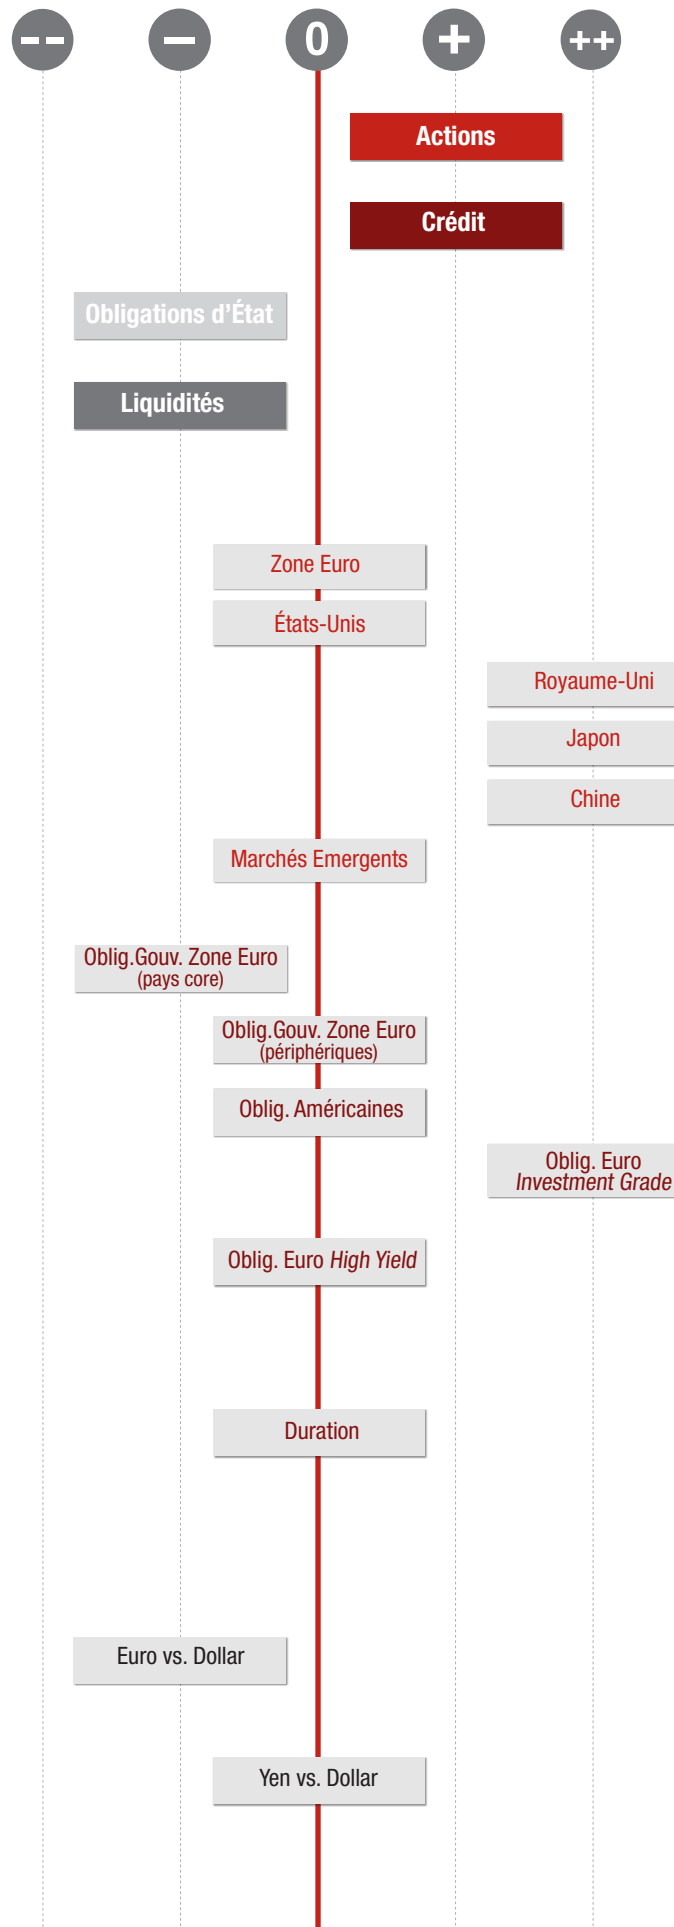 -- - 0 + ++
Actions
Crédit
Obligations d'État
Liquidités
Zone Euro
États-Unis
Royaume-Uni
Japon
Chine
Marchés Emergents
Oblig.Gouv. Zone Euro
(pays core)
Oblig.Gouv. Zone Euro
(périphériques)
Oblig. Américaines
Oblig. Euro
Investment Grade
Oblig. Euro High Yield
Duration
Euro vs. Dollar
Yen vs. Dollar